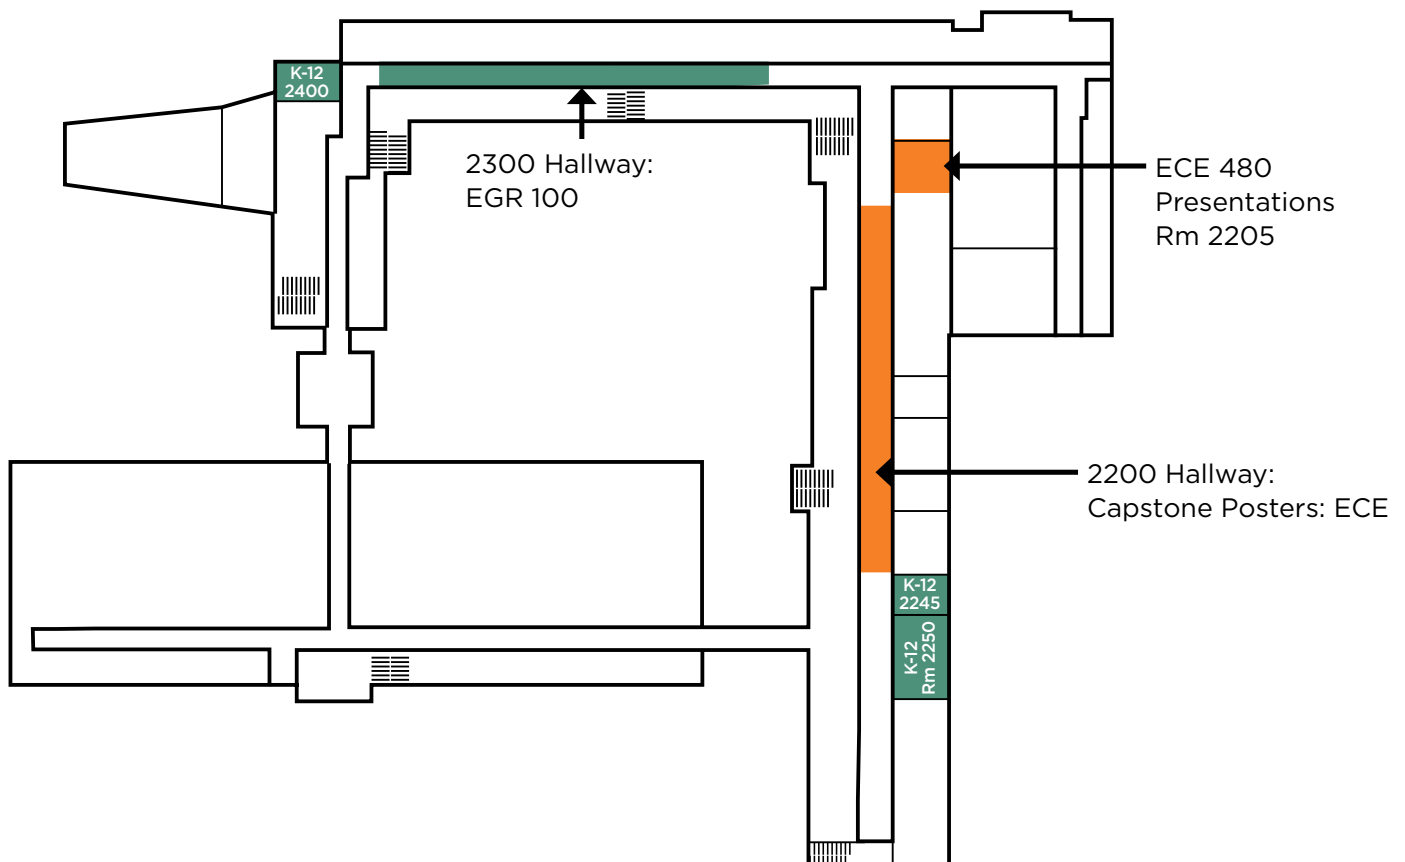 K-12
2400
2300 Hallway:
EGR 100
ECE 480
Presentations
Rm 2205
2200 Hallway:
Capstone Posters: ECE
K-12
2245
K-12
Rm 2250